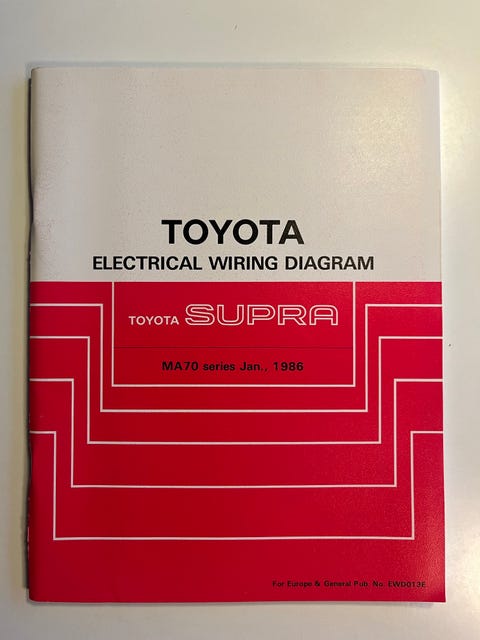 TOYOTA
ELECTRICAL WIRING DIAGRAM
TOYOTA SUPRA
MA70 series Jan., 1986
For Europe & General Pub. No. EWD013E